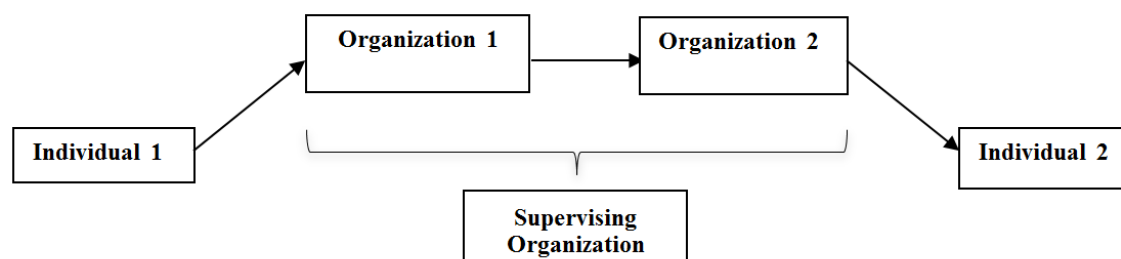 Organization 1
Organization 2
Individual 1
Individual 2
Supervising
Organization